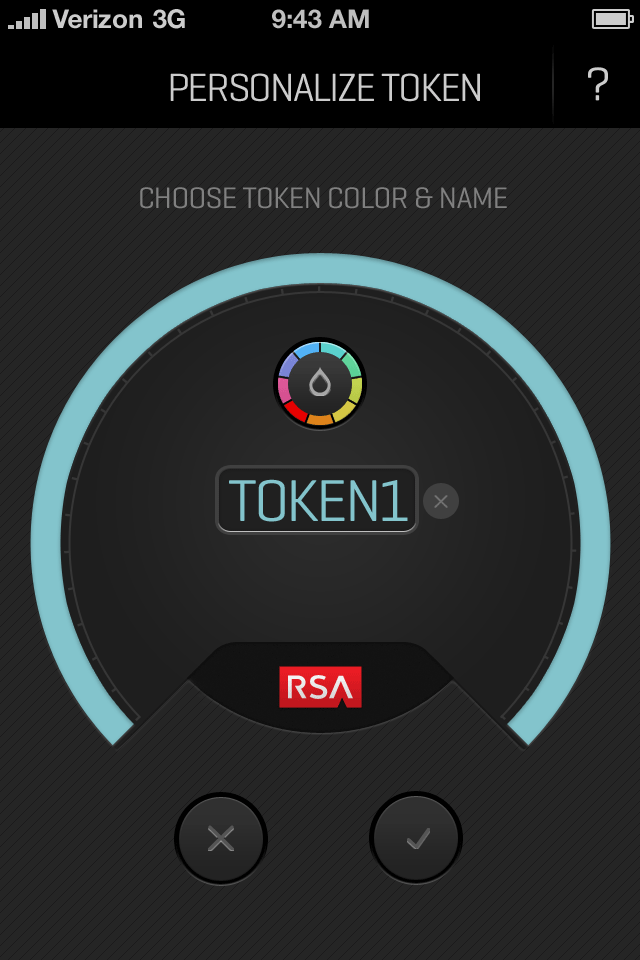 Verizon 3G 9:43 AM
PERSONALIZE TOKEN ?
CHOOSE TOKEN COLOR & NAME
TOKEN1
RSA